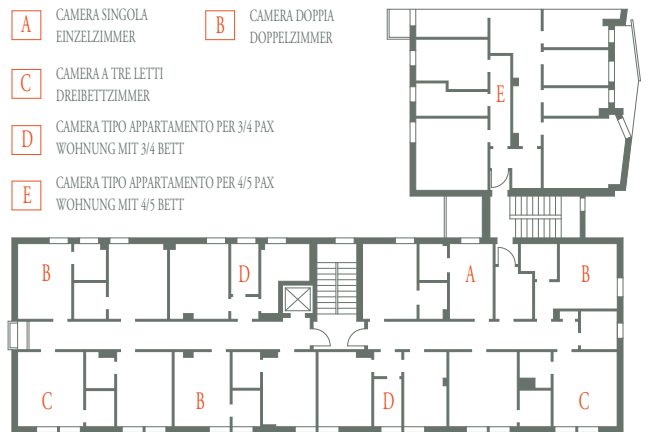 A CAMERA SINGOLA
EINZELZIMMER
B CAMERA DOPPIA
DOPPELZIMMER
C CAMERA A TRE LETTI
DREIBETTZIMMER
D CAMERA TIPO APPARTAMENTO PER 3/4 PAX
WOHNUNG MIT 3/4 BETT
E CAMERA TIPO APPARTAMENTO PER 4/5 PAX
WOHNUNG MIT 4/5 BETT
E
B
D
A
B
C
B
D
C